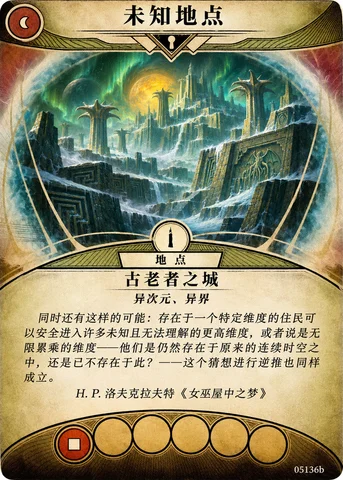 未知地点
地点
古老者之城
异次元、异界
同时还有这样的可能：存在于一个特定维度的住民可
以安全进入许多未知且无法理解的更高维度，或者说是无
限累乘的维度——他们是仍然存在于原来的连续时空之
中，还是已不存在于此？——这个猜想进行逆推也同样
成立。
H. P. 洛夫克拉夫特《女巫屋中之梦》
05136b